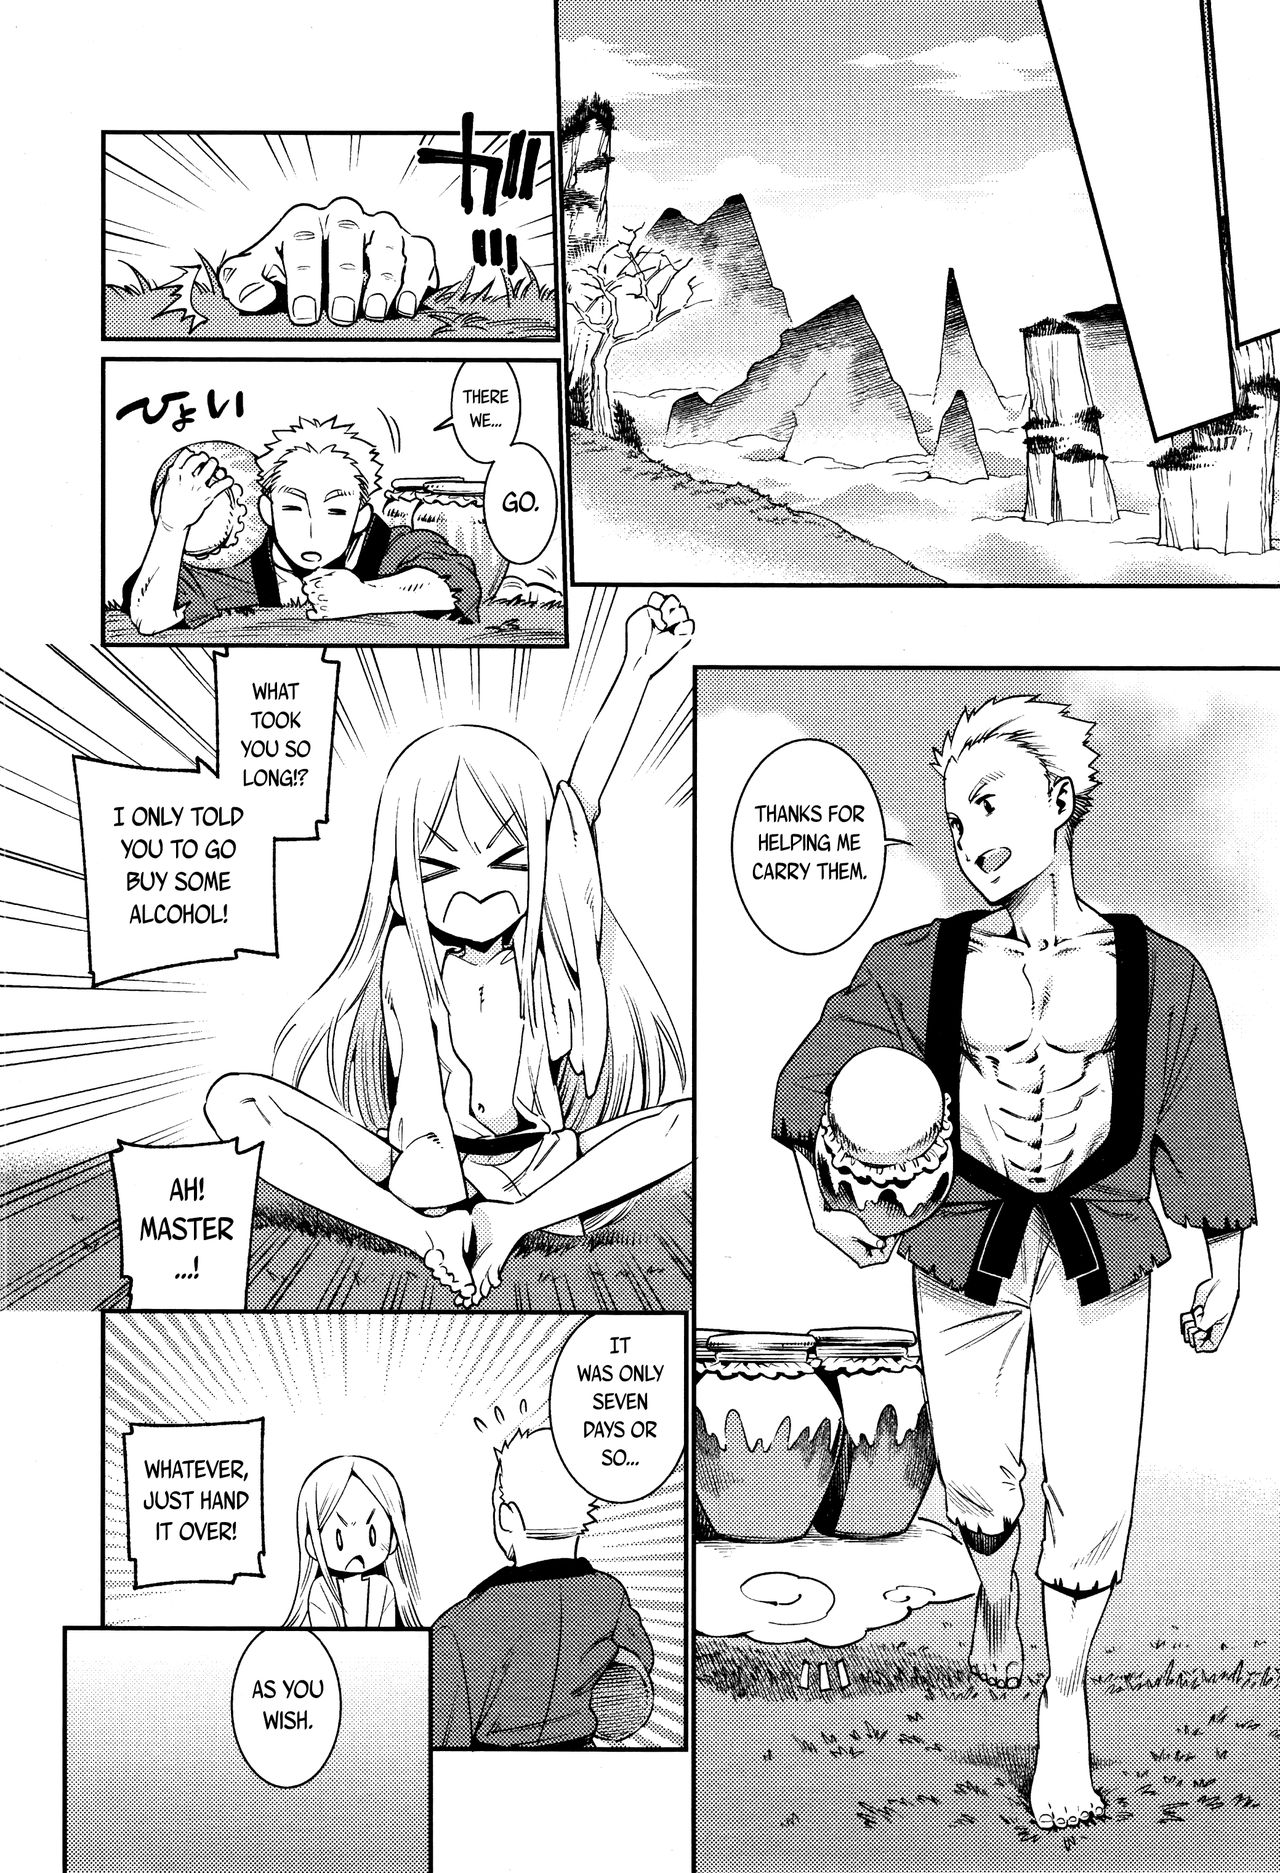 ガッ
ひょい
THERE
WE...
GO.
THANKS FOR
HELPING ME
CARRY THEM.
WHAT
TOOK
YOU SO
LONG!?
I ONLY TOLD
YOU TO GO
BUY SOME
ALCOHOL!
AH!
MASTER
...!
IT
WAS ONLY
SEVEN
DAYS OR
SO...
WHATEVER,
JUST HAND
IT OVER!
AS YOU
WISH.